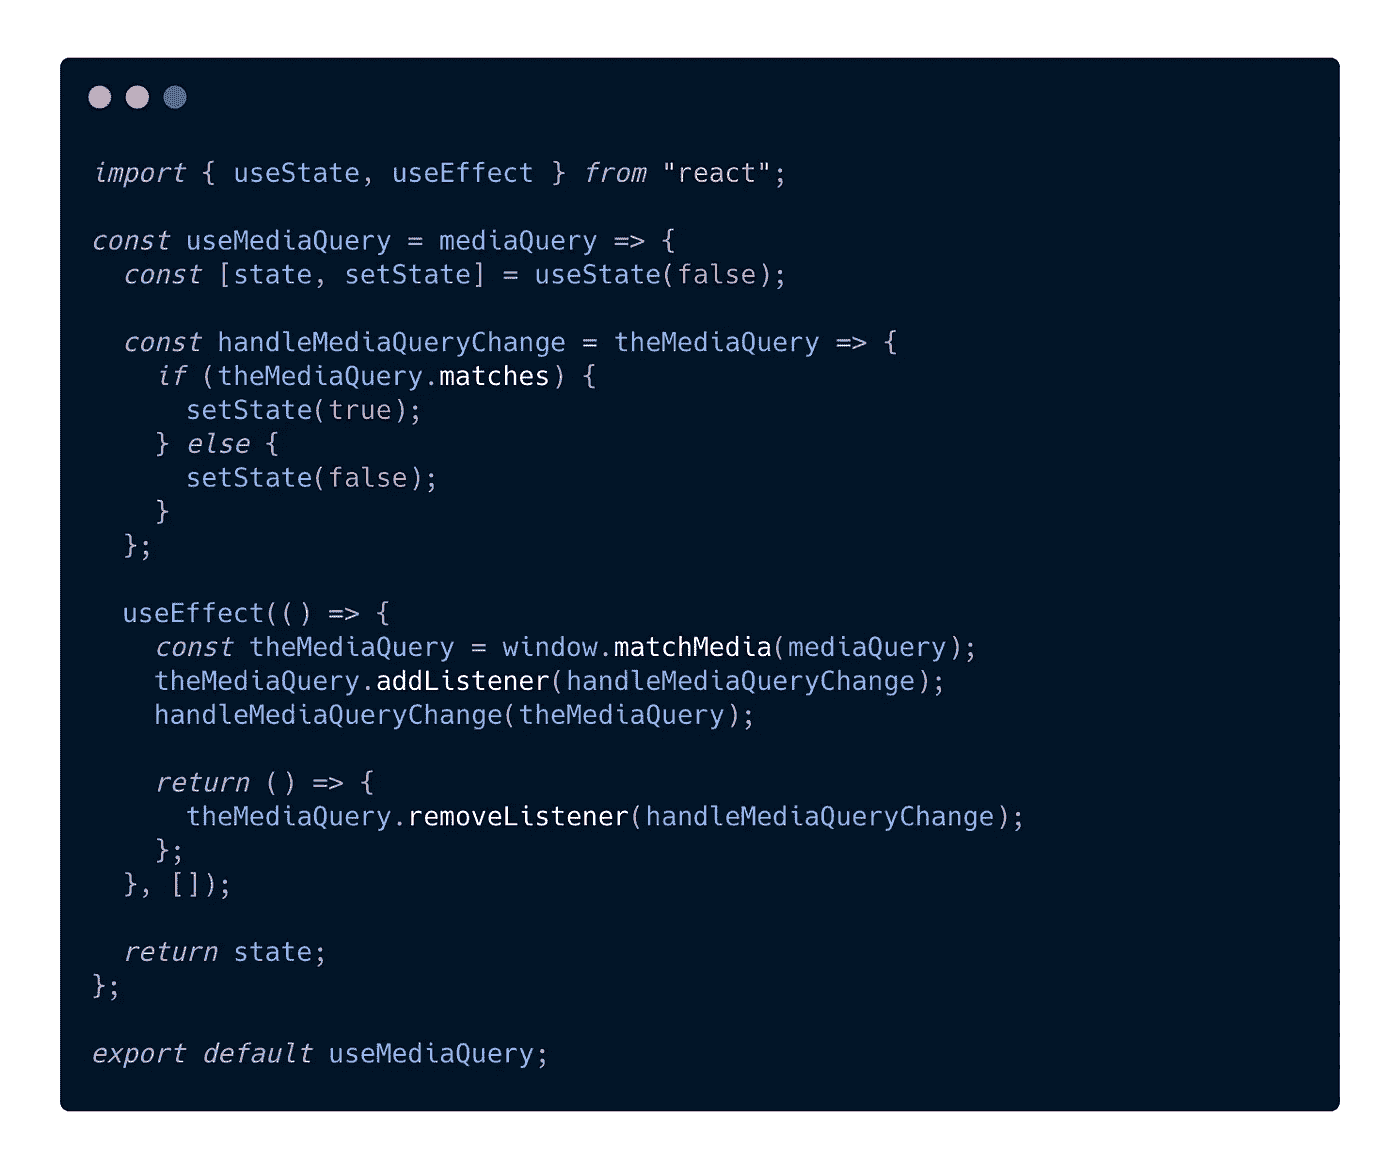 import { useState, useEffect } from "react";
const useMediaQuery = mediaQuery => {
  const [state, setState] = useState(false);
  const handleMediaQueryChange = theMediaQuery => {
    if (theMediaQuery.matches) {
      setState(true);
    } else {
      setState(false);
    }
  };
  useEffect(() => {
    const theMediaQuery = window.matchMedia(mediaQuery);
    theMediaQuery.addListener(handleMediaQueryChange);
    handleMediaQueryChange(theMediaQuery);
    return () => {
      theMediaQuery.removeListener(handleMediaQueryChange);
    };
  }, []);
  return state;
};
export default useMediaQuery;